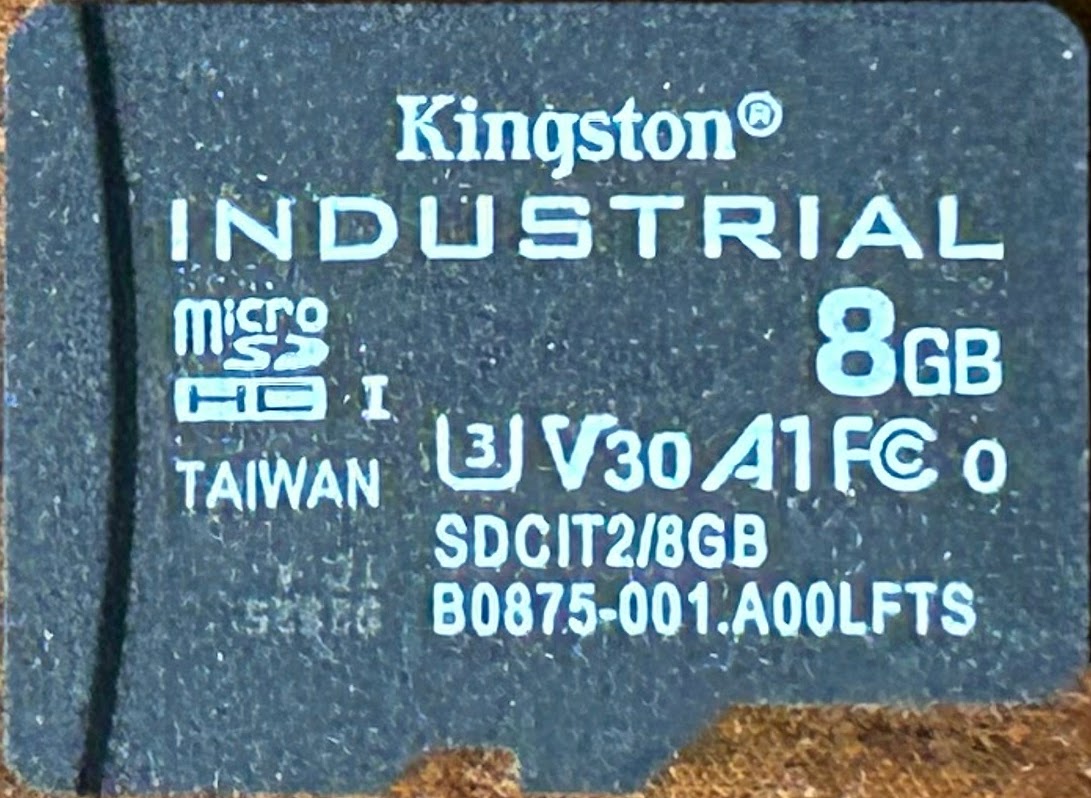 Kingston®
INDUSTRIAL
micro
SD
HC I
8GB
TAIWAN
U3 V30 A1 FC 0
SDCIT2/8GB
B0875-001.A00LFTS